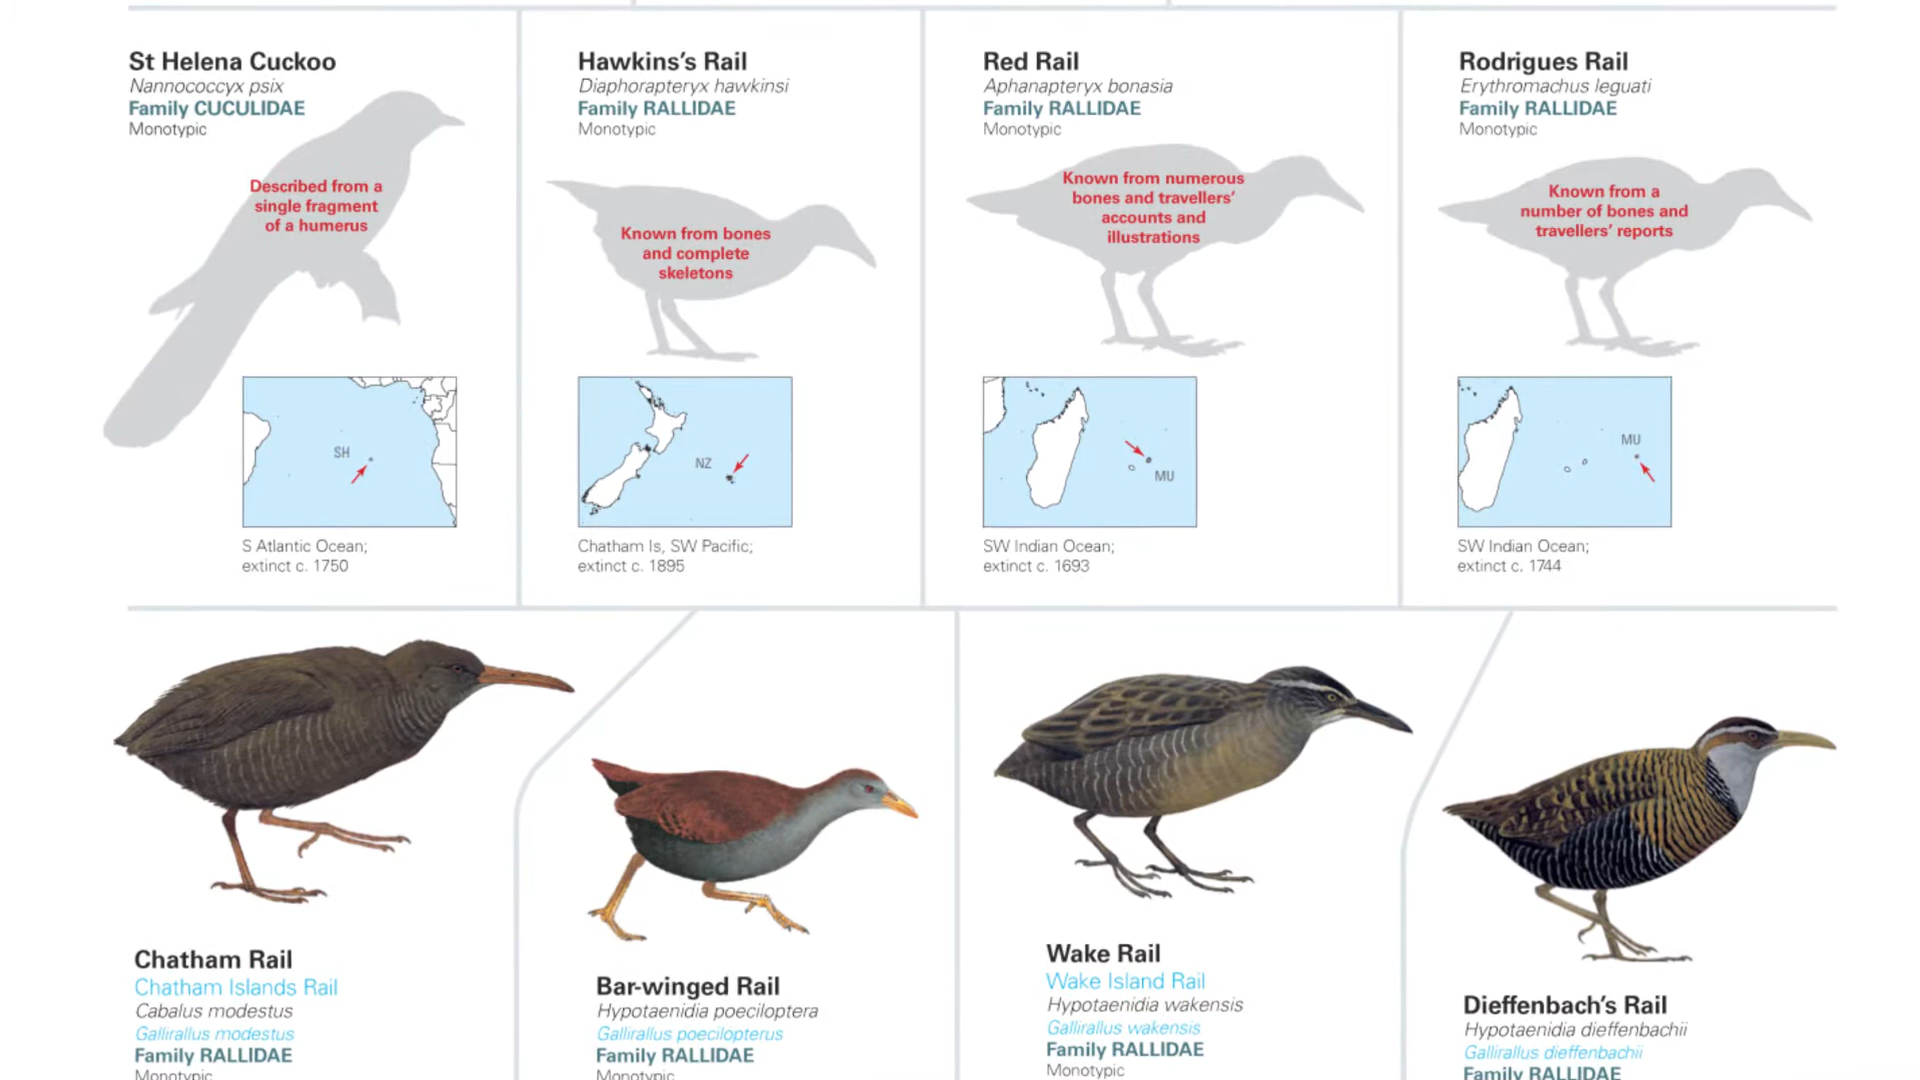 St Helena Cuckoo
Nannococcyx psix
Family CUCULIDAE
Monotypic
Described from a
single fragment
of a humerus
SH
S Atlantic Ocean;
extinct c. 1750
Hawkins’s Rail
Diaphorapteryx hawkinsi
Family RALLIDAE
Monotypic
Known from bones
and complete
skeletons
NZ
Chatham Is, SW Pacific;
extinct c. 1895
Red Rail
Aphanapteryx bonasia
Family RALLIDAE
Monotypic
Known from numerous
bones and travellers’
accounts and
illustrations
MU
SW Indian Ocean;
extinct c. 1693
Rodrigues Rail
Erythromachus leguati
Family RALLIDAE
Monotypic
Known from a
number of bones and
travellers’ reports
MU
SW Indian Ocean;
extinct c. 1744
Chatham Rail
Chatham Islands Rail
Cabalus modestus
Gallirallus modestus
Family RALLIDAE
Monotypic
Bar-winged Rail
Hypotaenidia poeciloptera
Gallirallus poecilopterus
Family RALLIDAE
Monotypic
Wake Rail
Wake Island Rail
Hypotaenidia wakensis
Gallirallus wakensis
Family RALLIDAE
Monotypic
Dieffenbach’s Rail
Hypotaenidia dieffenbachii
Gallirallus dieffenbachii
Family RALLIDAE